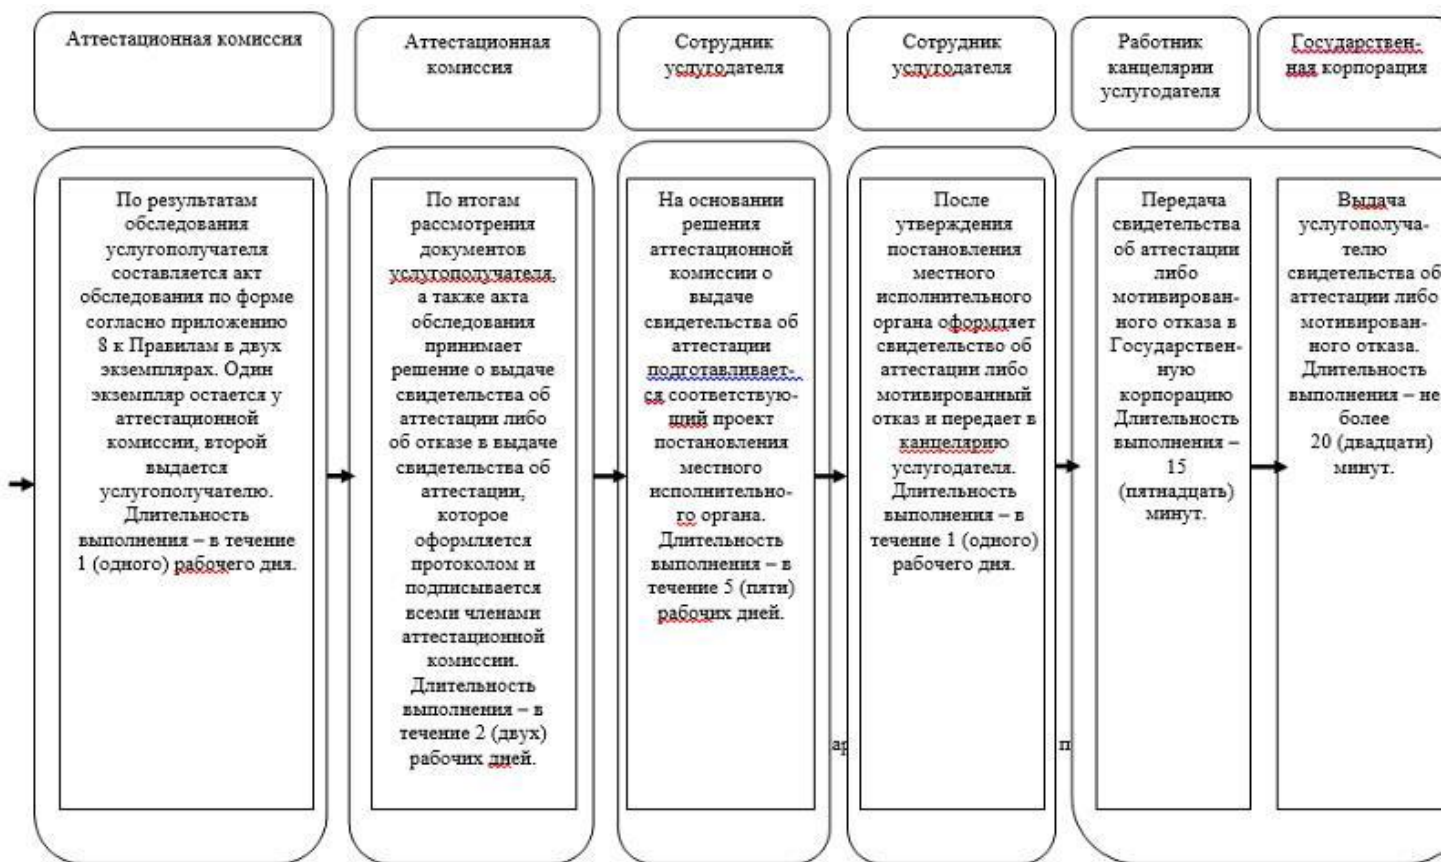 Аттестационная комиссия
Аттестационная
комиссия
Сотрудник
услугодателя
Сотрудник
услугодателя
Работник
канцелярии
услугодателя
Государствен-
ная корпорация
По результатам
обследования
услугополучателя
составляется акт
обследования по форме
согласно приложению
8 к Правилам в двух
экземплярах. Один
экземпляр остается у
аттестационной
комиссии, второй
выдается
услугополучателю.
Длительность
выполнения – в течение
1 (одного) рабочего дня.
По итогам
рассмотрения
документов
услугополучателя,
а также акта
обследования
принимает
решение о выдаче
свидетельства об
аттестации либо
об отказе в выдаче
свидетельства об
аттестации,
которое
оформляется
протоколом и
подписывается
всеми членами
аттестационной
комиссии.
Длительность
выполнения – в
течение 2 (двух)
рабочих дней.
На основании
решения
аттестационной
комиссии о
выдаче
свидетельства об
аттестации
подготавливает-
ся соответствую-
щий проект
постановления
местного
исполнительно-
го органа.
Длительность
выполнения – в
течение 5 (пяти)
рабочих дней.
После
утверждения
постановления
местного
исполнительного
органа оформляет
свидетельство об
аттестации либо
мотивированный
отказ и передает в
канцелярию
услугодателя.
Длительность
выполнения – в
течение 1 (одного)
рабочего дня.
Передача
свидетельства
об аттестации
либо
мотивирован-
ного отказа в
Государствен-
ную
корпорацию
Длительность
выполнения –
15
(пятнадцать)
минут.
Выдача
услугополуча-
телю
свидетельства об
аттестации либо
мотивирован-
ного отказа.
Длительность
выполнения – не
более
20 (двадцати)
минут.